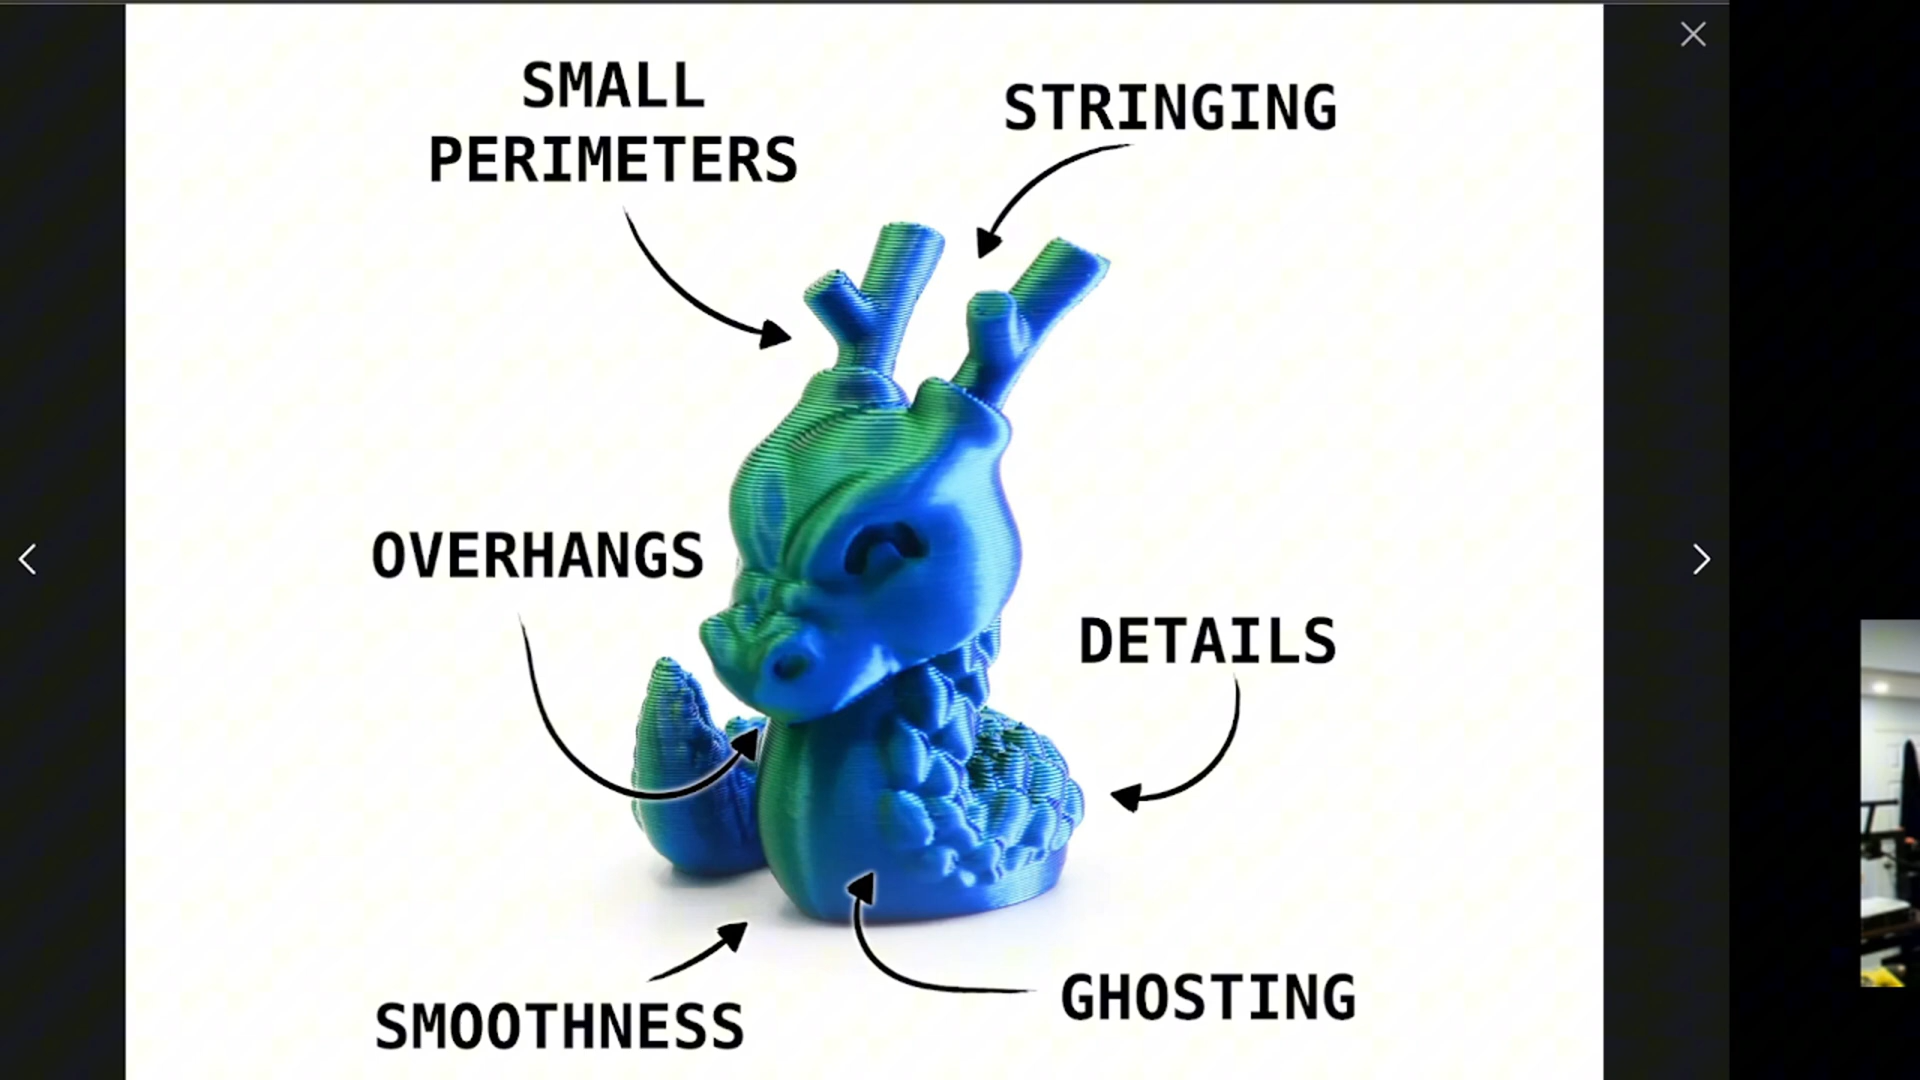 SMALL
PERIMETERS
STRINGING
OVERHANGS
DETAILS
SMOOTHNESS
GHOSTING